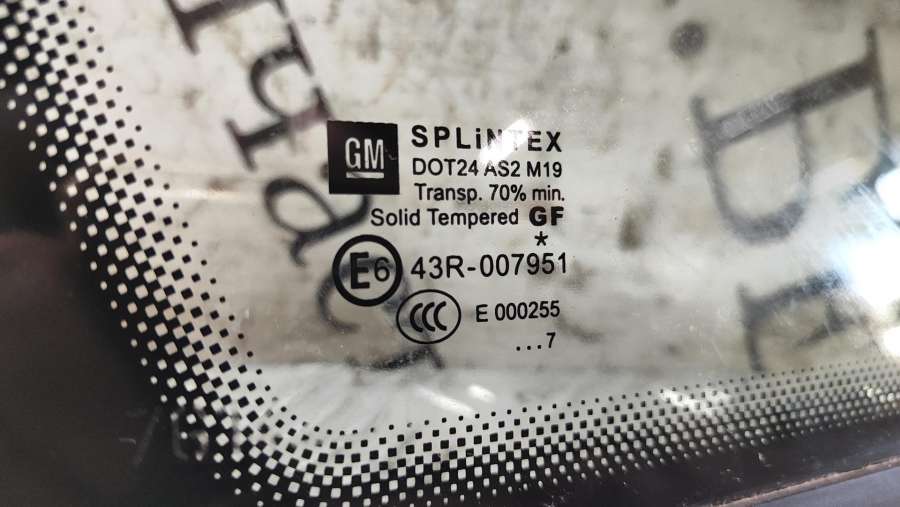 GM
SPLiNTEX
DOT24 AS2 M19
Transp. 70% min.
Solid Tempered GF
*
E6 43R-007951
CCC E 000255
...7